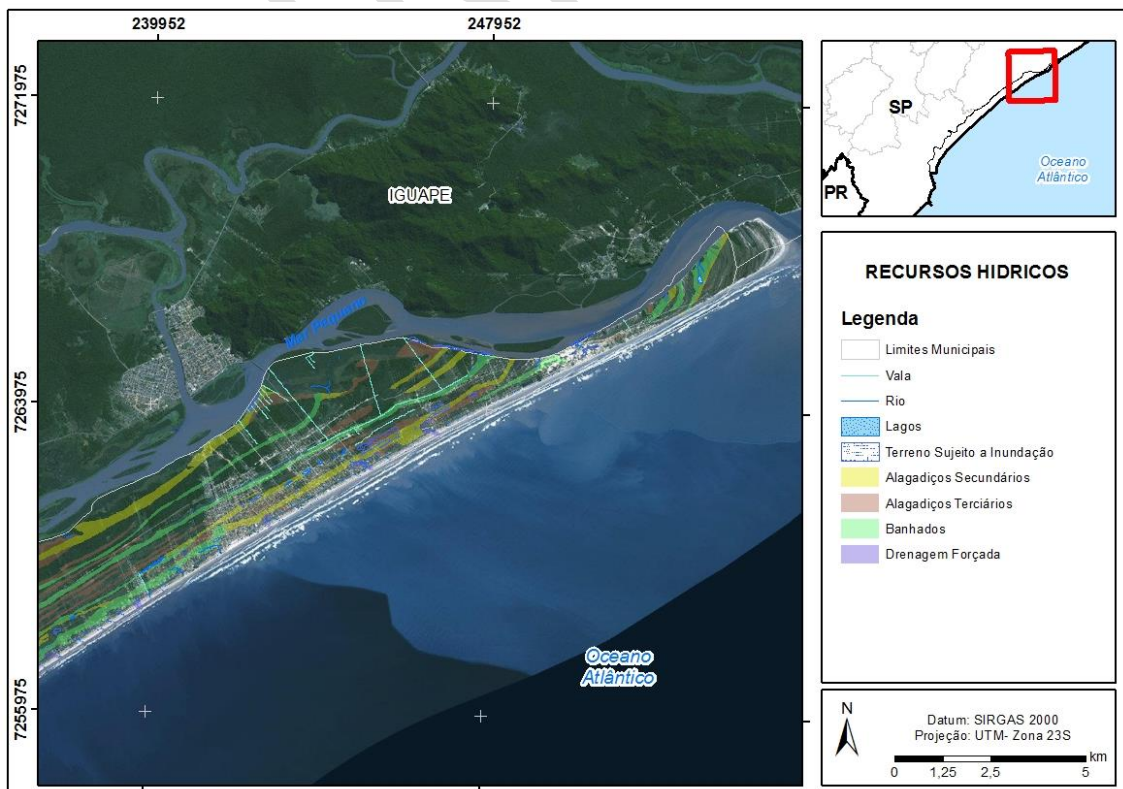 239952
247952
7271975
7263975
7255975
IGUAPE
Mar Pequeno
Oceano
Atlântico
SP
PR
Oceano
Atlântico
RECURSOS HIDRICOS
Legenda
Limites Municipais
Vala
Rio
Lagos
Terreno Sujeito a Inundação
Alagadiços Secundários
Alagadiços Terciários
Banhados
Drenagem Forçada
N
Datum: SIRGAS 2000
Projeção: UTM- Zona 23S
km
0 1,25 2,5 5